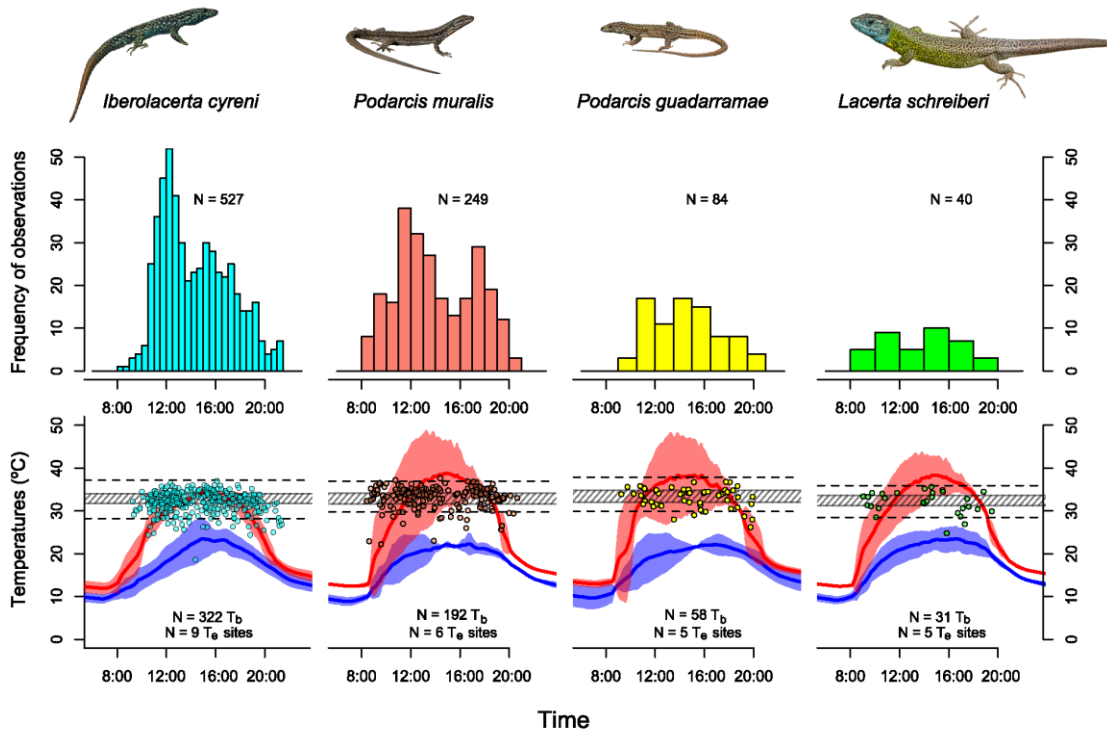 Iberolacerta cyreni
Podarcis muralis
Podarcis guadarramae
Lacerta schreiberi
Frequency of observations
50
40
30
20
10
0
N = 527
N = 249
N = 84
N = 40
50
40
30
20
10
0
8:00 12:00 16:00 20:00
8:00 12:00 16:00 20:00
8:00 12:00 16:00 20:00
8:00 12:00 16:00 20:00
Temperatures (ºC)
50
40
30
20
10
0
N = 322 Tb
N = 9 Te sites
N = 192 Tb
N = 6 Te sites
N = 58 Tb
N = 5 Te sites
N = 31 Tb
N = 5 Te sites
50
40
30
20
10
0
8:00 12:00 16:00 20:00
8:00 12:00 16:00 20:00
8:00 12:00 16:00 20:00
8:00 12:00 16:00 20:00
Time